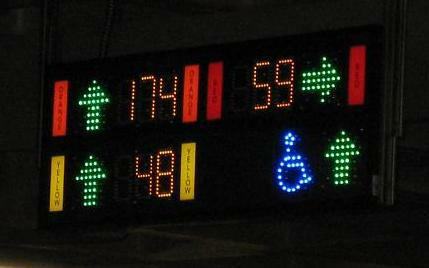 ORANGE 174 ORANGE RED 59 RED
YELLOW 48 YELLOW